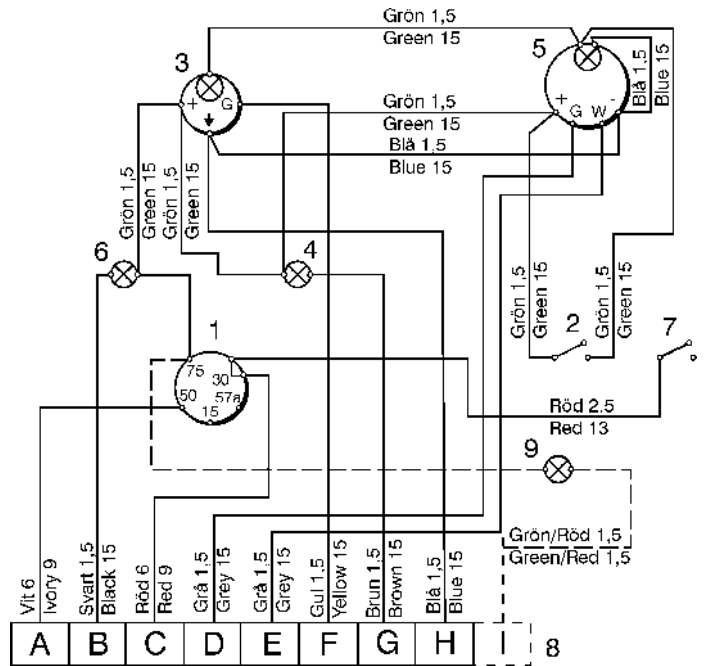 Grön 1,5
Green 15
3
5
+
G
Blå 1,5
Blue 15
Grön 1,5
Green 15
+
G
W
-
Blå 1,5
Blue 15
Grön 1,5
Green 15
Grön 1,5
Green 15
6
4
Grön 1,5
Green 15
2
Grön 1,5
Green 15
7
1
75
30
50
57a
15
Röd 2.5
Red 13
9
Grön/Röd 1,5
Green/Red 1,5
Vit 6
Ivory 9
Svart 1,5
Black 15
Röd 6
Red 9
Grå 1,5
Grey 15
Grå 1,5
Grey 15
Gul 1.5
Yellow 15
Brun 1,5
Brown 15
Blå 1,5
Blue 15
A B C D E F G H I
8